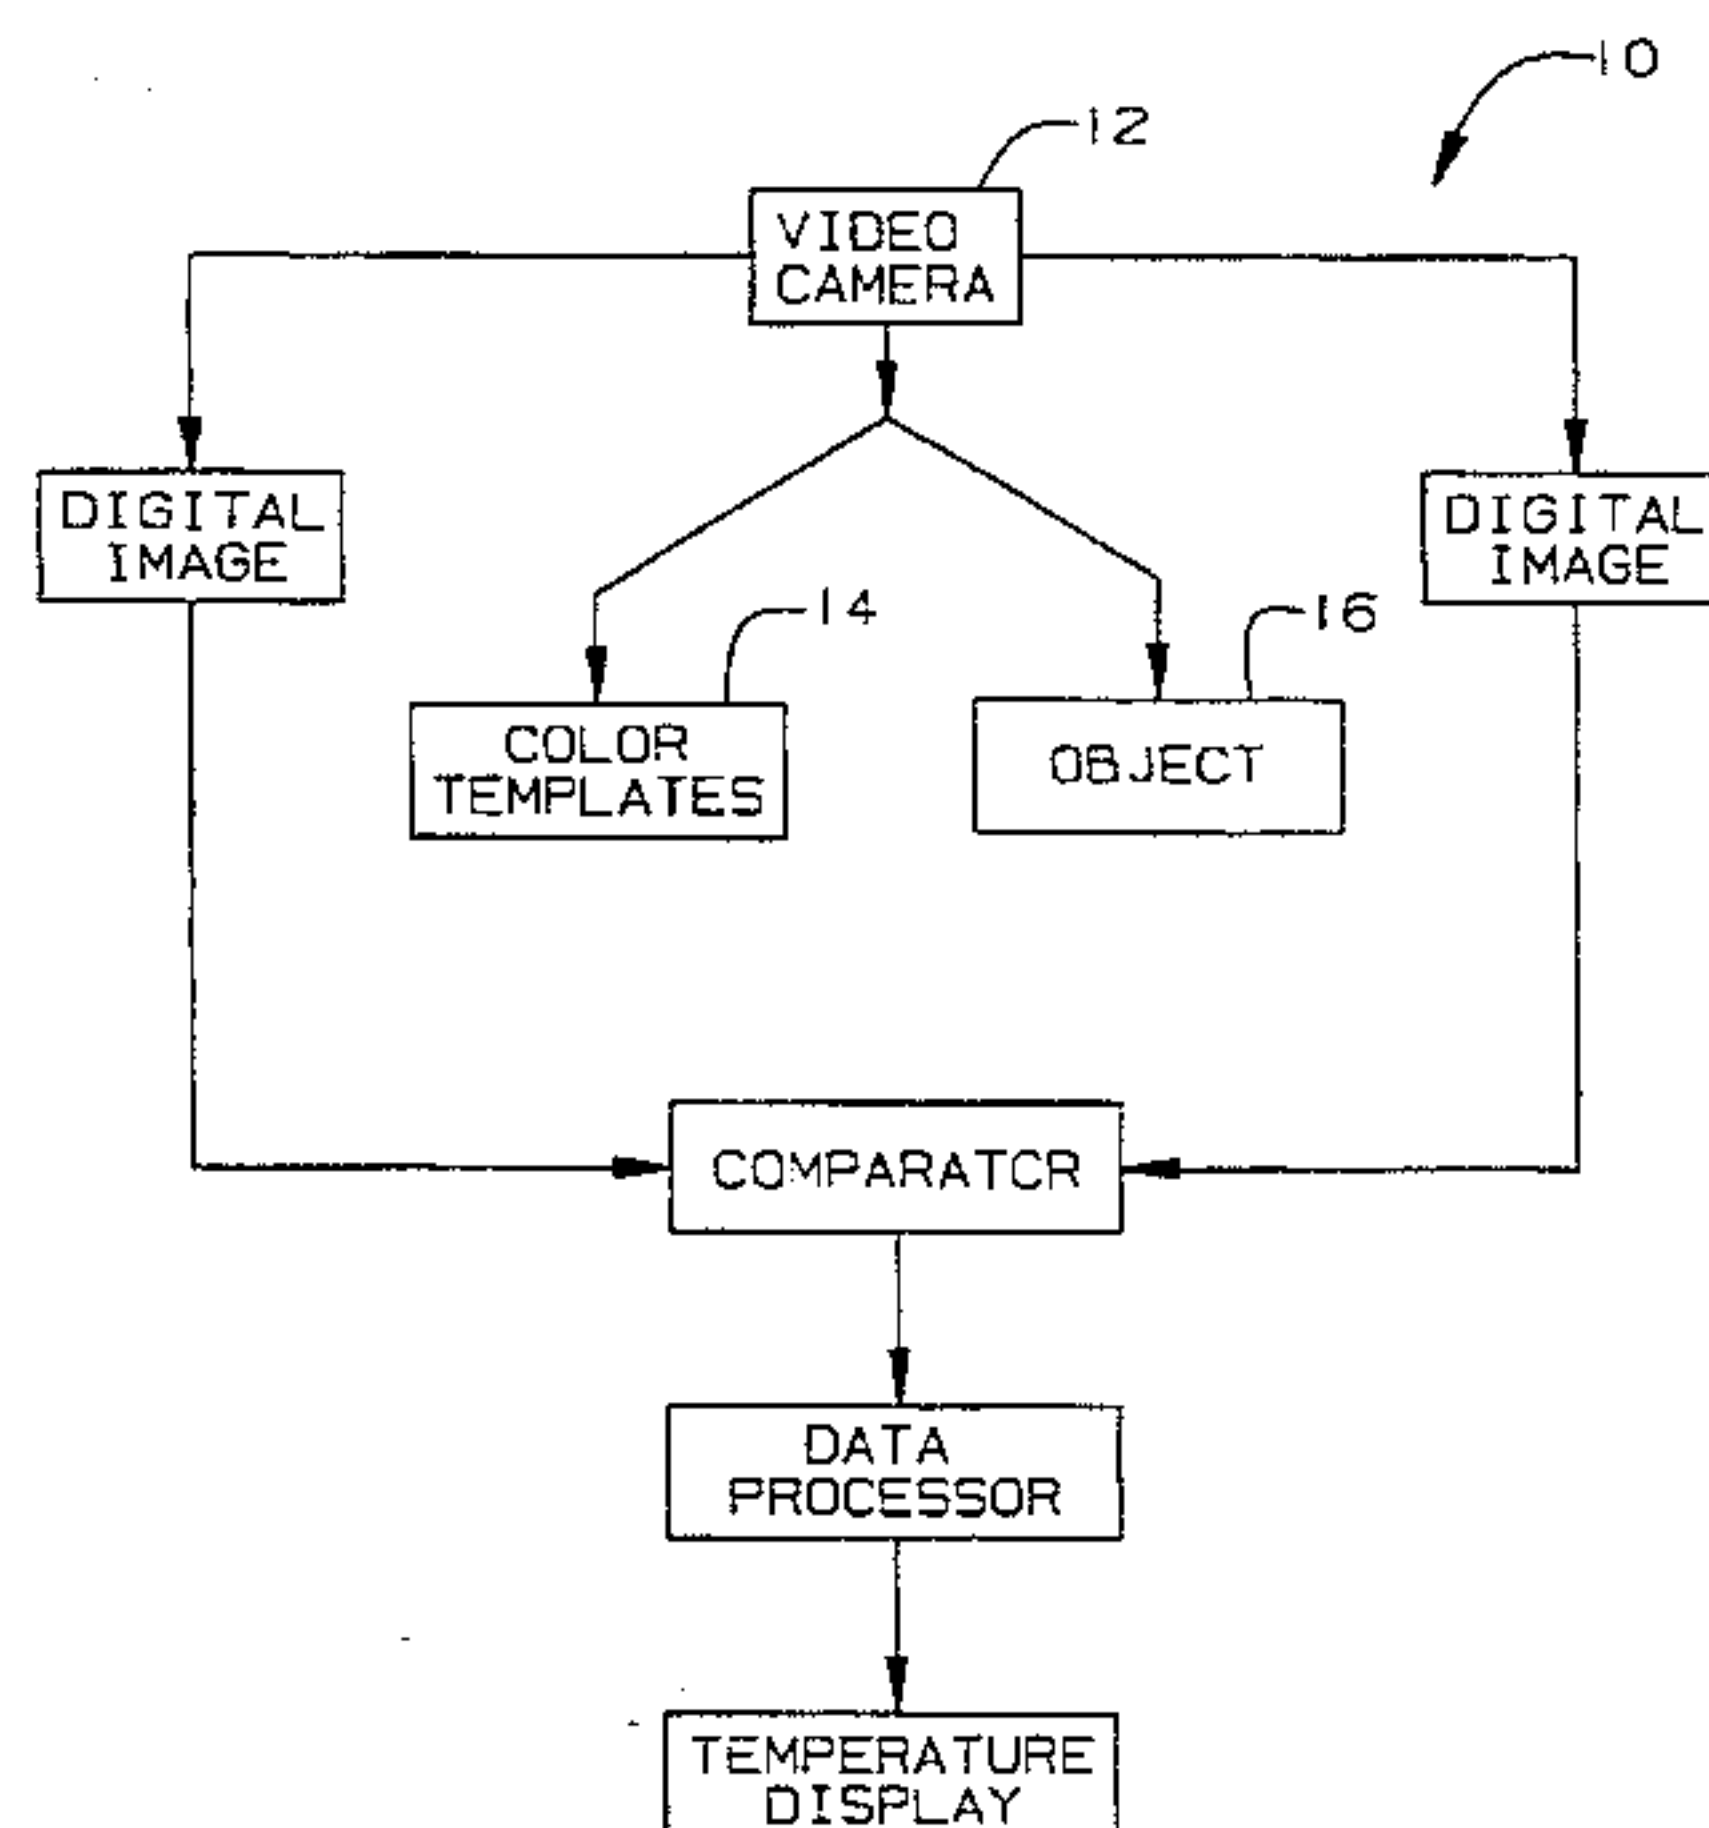 10
12
VIDEO
CAMERA
DIGITAL
IMAGE
DIGITAL
IMAGE
14
16
COLOR
TEMPLATES
OBJECT
COMPARATCR
DATA
PROCESSOR
TEMPERATURE
DISPLAY